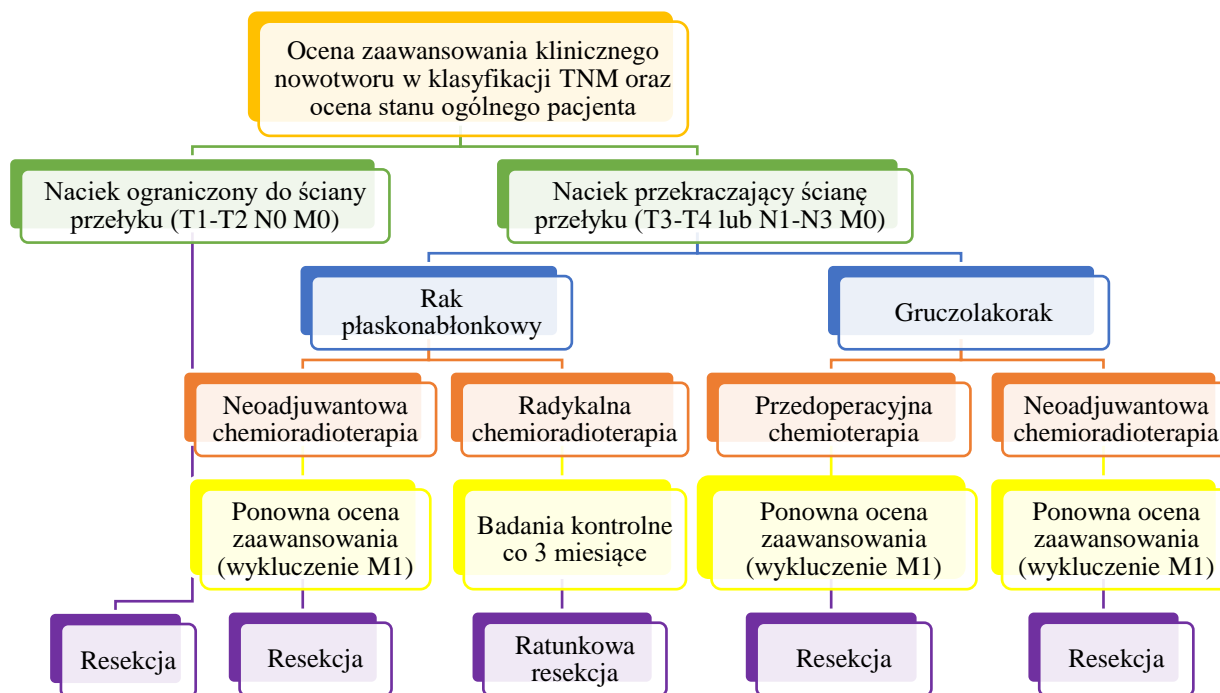 Ocena zaawansowania klinicznego
nowotworu w klasyfikacji TNM oraz
ocena stanu ogólnego pacjenta
Naciek ograniczony do ściany
przełyku (T1-T2 N0 M0)
Naciek przekraczający ścianę
przełyku (T3-T4 lub N1-N3 M0)
Rak
płaskonabłonkowy
Gruczolakorak
Neoadjuwantowa
chemioradioterapia
Radykalna
chemioradioterapia
Przedoperacyjna
chemioterapia
Neoadjuwantowa
chemioradioterapia
Ponowna ocena
zaawansowania
(wykluczenie M1)
Badania kontrolne
co 3 miesiące
Ponowna ocena
zaawansowania
(wykluczenie M1)
Ponowna ocena
zaawansowania
(wykluczenie M1)
Resekcja
Resekcja
Ratunkowa
resekcja
Resekcja
Resekcja